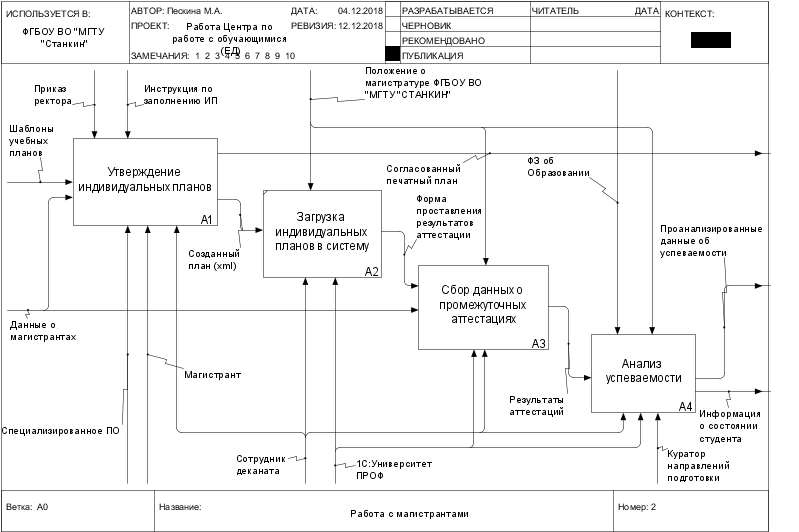 ИСПОЛЬЗУЕТСЯ В:
ФГБОУ ВО "МГТУ
"Станкин"
АВТОР: Пескина М.А.
ДАТА: 04.12.2018
ПРОЕКТ: Работа Центра по
работе с обучающимися
(ЕД)
РЕВИЗИЯ: 12.12.2018
ЗАМЕЧАНИЯ: 1 2 3 4 5 6 7 8 9 10
РАЗРАБАТЫВАЕТСЯ
ЧЕРНОВИК
РЕКОМЕНДОВАНО
ПУБЛИКАЦИЯ
ЧИТАТЕЛЬ
ДАТА
КОНТЕКСТ:
Приказ
ректора
Инструкция по
заполнению ИП
Положение о
магистратуре ФГБОУ ВО
"МГТУ "СТАНКИН"
Шаблоны
учебных
планов
Утверждение
индивидуальных планов
A1
Согласованный
печатный план
ФЗ об
Образовании
Загрузка
индивидуальных
планов в систему
A2
Форма
проставления
результатов
аттестации
Созданный
план (xml)
Проанализированные
данные об
успеваемости
Сбор данных о
промежуточных
аттестациях
A3
Данные о
магистрантах
Анализ
успеваемости
A4
Магистрант
Результаты
аттестаций
Информация
о состоянии
студента
Специализированное ПО
Сотрудник
деканата
1С:Университет
ПРОФ
Куратор
направлений
подготовки
Ветка: A0
Название:
Работа с магистрантами
Номер: 2